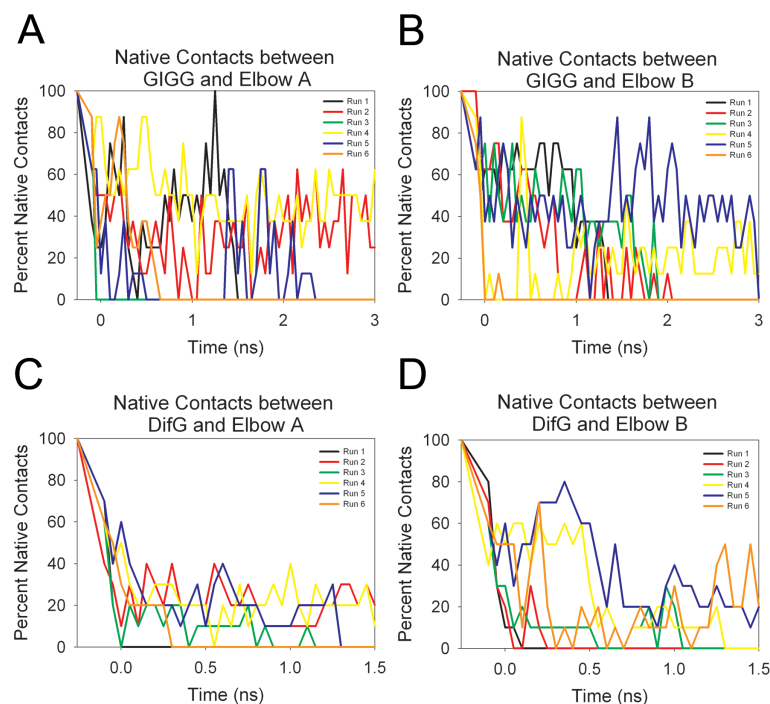 A
Native Contacts between
GIGG and Elbow A
Percent Native Contacts
100
80
60
40
20
0
Run 1
Run 2
Run 3
Run 4
Run 5
Run 6
0
1
2
3
Time (ns)
B
Native Contacts between
GIGG and Elbow B
Percent Native Contacts
100
80
60
40
20
0
Run 1
Run 2
Run 3
Run 4
Run 5
Run 6
0
1
2
3
Time (ns)
C
Native Contacts between
DifG and Elbow A
Percent Native Contacts
100
80
60
40
20
0
Run 1
Run 2
Run 3
Run 4
Run 5
Run 6
0.0
0.5
1.0
1.5
Time (ns)
D
Native Contacts between
DifG and Elbow B
Percent Native Contacts
100
80
60
40
20
0
Run 1
Run 2
Run 3
Run 4
Run 5
Run 6
0.0
0.5
1.0
1.5
Time (ns)